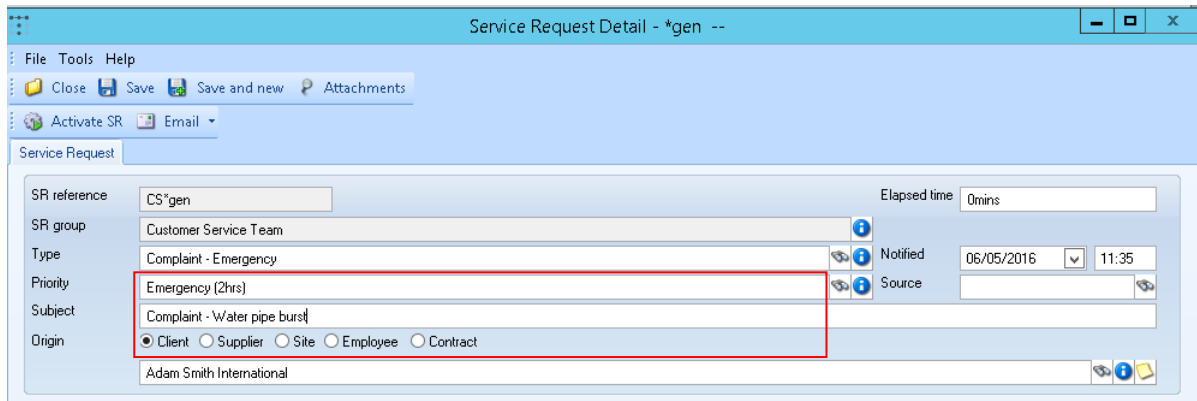 Service Request Detail - *gen --
File Tools Help
Close Save Save and new Attachments
Activate SR Email
Service Request
SR reference CS*gen Elapsed time 0mins
SR group Customer Service Team
Type Complaint - Emergency Notified 06/05/2016 11:35
Priority Emergency (2hrs) Source
Subject Complaint - Water pipe burst
Origin Client Supplier Site Employee Contract
Adam Smith International